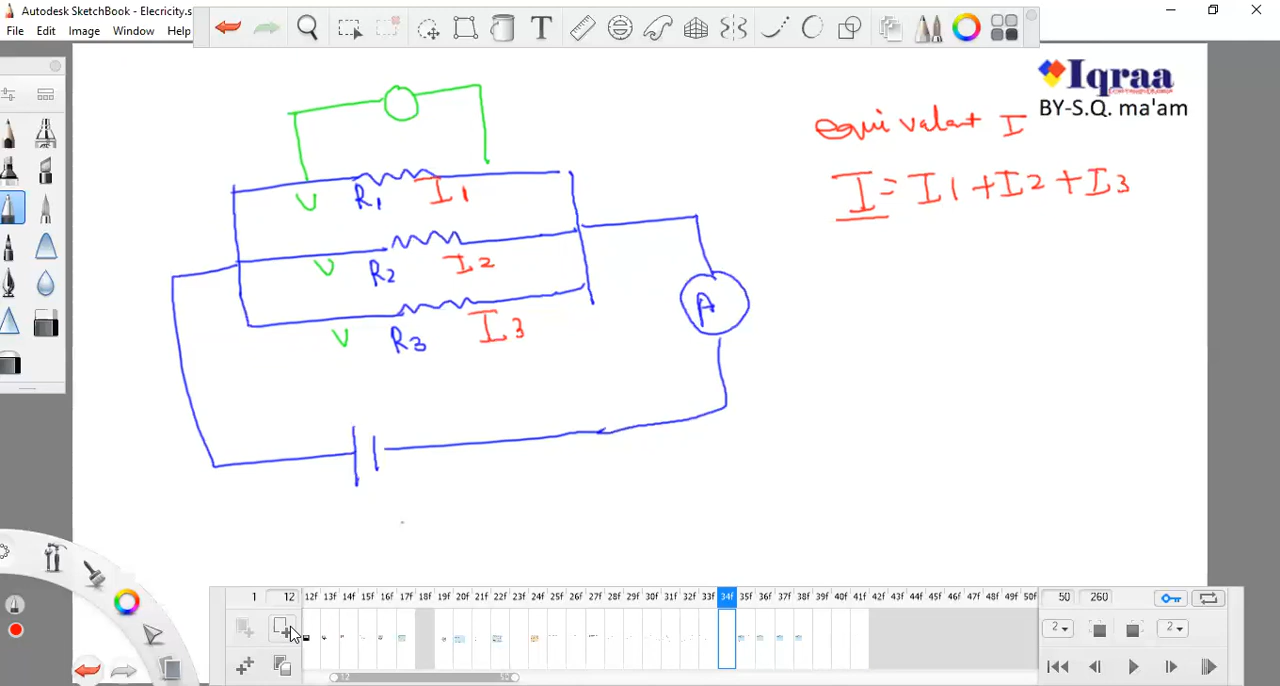 Autodesk SketchBook - Elecricity.s
File Edit Image Window Help
T
Iqraa
BY-S.Q. ma'am
equivalent I
I = I1 + I2 + I3
V R1 I1
V R2 I2
V R3 I3
A
1 12 12f 13f 14f 15f 16f 17f 18f 19f 20f 21f 22f 23f 24f 25f 26f 27f 28f 29f 30f 31f 32f 33f 34f 35f 36f 37f 38f 39f 40f 41f 42f 43f 44f 45f 46f 47f 48f 49f 50f 50 260
2 2
12